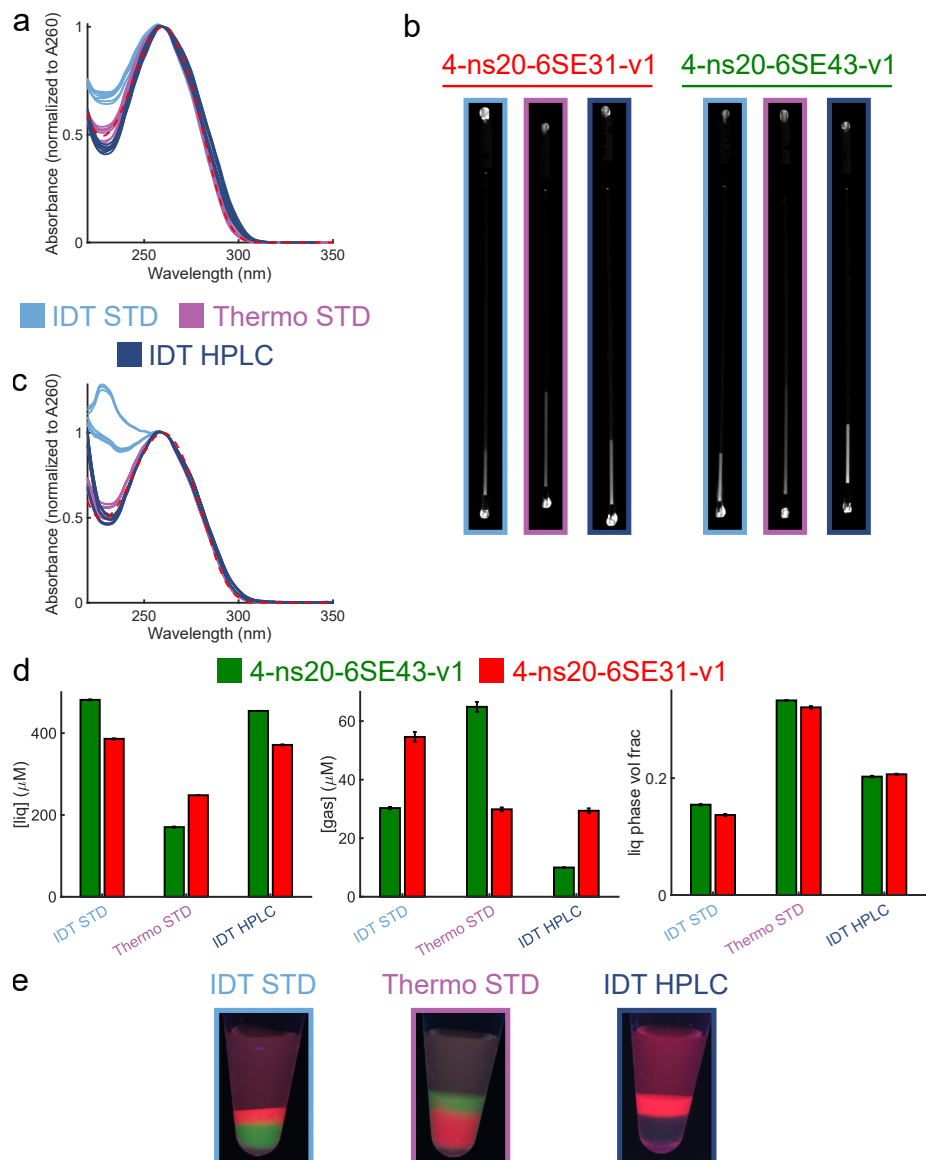 a
Absorbance (normalized to A260)
1
0.5
0
250
300
350
Wavelength (nm)
IDT STD
Thermo STD
IDT HPLC
b
4-ns20-6SE31-v1
4-ns20-6SE43-v1
c
Absorbance (normalized to A260)
1
0.5
0
250
300
350
Wavelength (nm)
d
4-ns20-6SE43-v1
4-ns20-6SE31-v1
[liq] (μM)
400
200
0
IDT STD
Thermo STD
IDT HPLC
[gas] (μM)
60
40
20
0
IDT STD
Thermo STD
IDT HPLC
liq phase vol frac
0.2
0
IDT STD
Thermo STD
IDT HPLC
e
IDT STD
Thermo STD
IDT HPLC